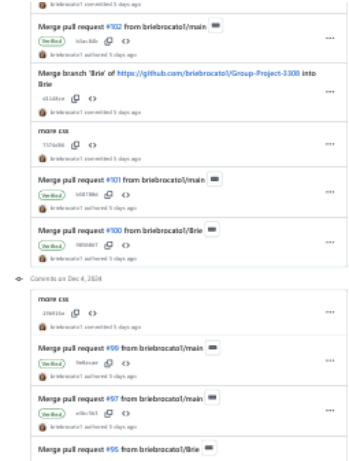 briebrocato1 committed 5 days ago
Merge pull request #102 from briebrocato1/main
Verified
briebrocato1 committed 5 days ago
Merge branch 'Brie' of https://github.com/briebrocato1/Group-Project-3308 into
Brie
briebrocato1 committed 5 days ago
more css
briebrocato1 committed 5 days ago
Merge pull request #101 from briebrocato1/main
Verified
briebrocato1 authored 5 days ago
Merge pull request #100 from briebrocato1/Brie
Verified
briebrocato1 authored 5 days ago
Commits on Dec 4, 2024
more css
briebrocato1 committed 5 days ago
Merge pull request #99 from briebrocato1/main
Verified
briebrocato1 authored 5 days ago
Merge pull request #97 from briebrocato1/main
Verified
briebrocato1 authored 5 days ago
Merge pull request #95 from briebrocato1/Brie